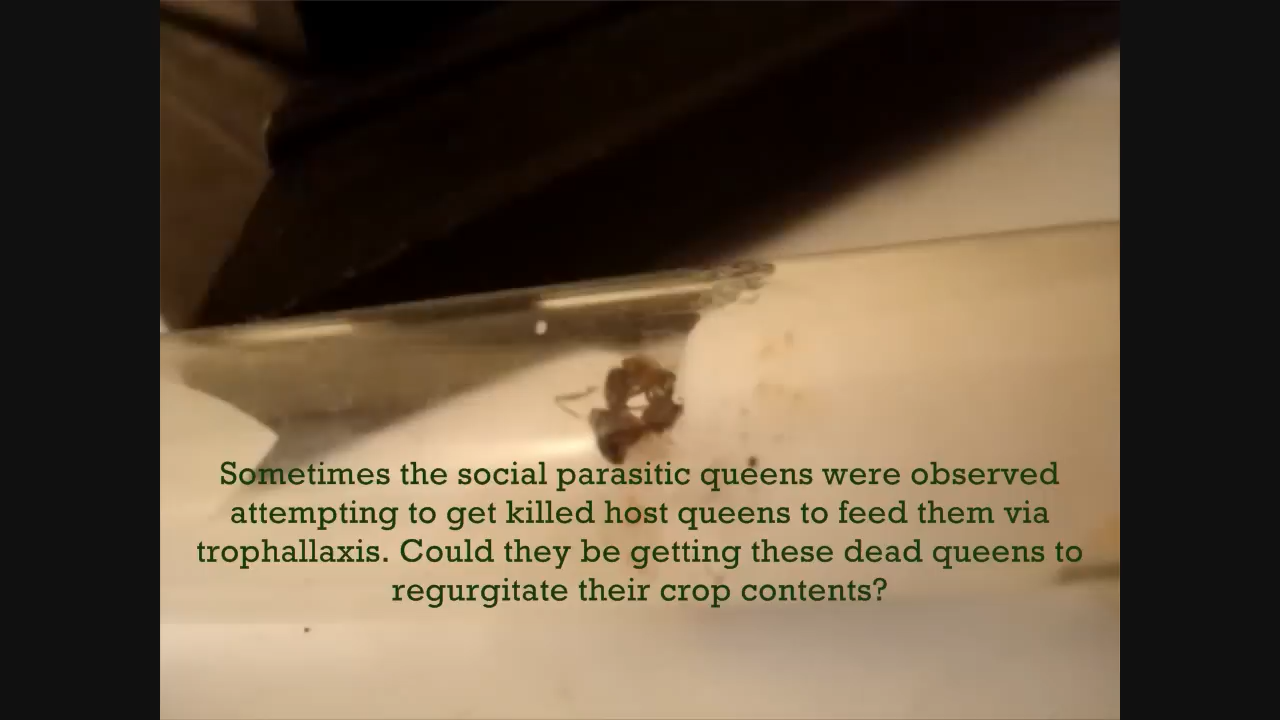 Sometimes the social parasitic queens were observed
attempting to get killed host queens to feed them via
trophallaxis. Could they be getting these dead queens to
regurgitate their crop contents?